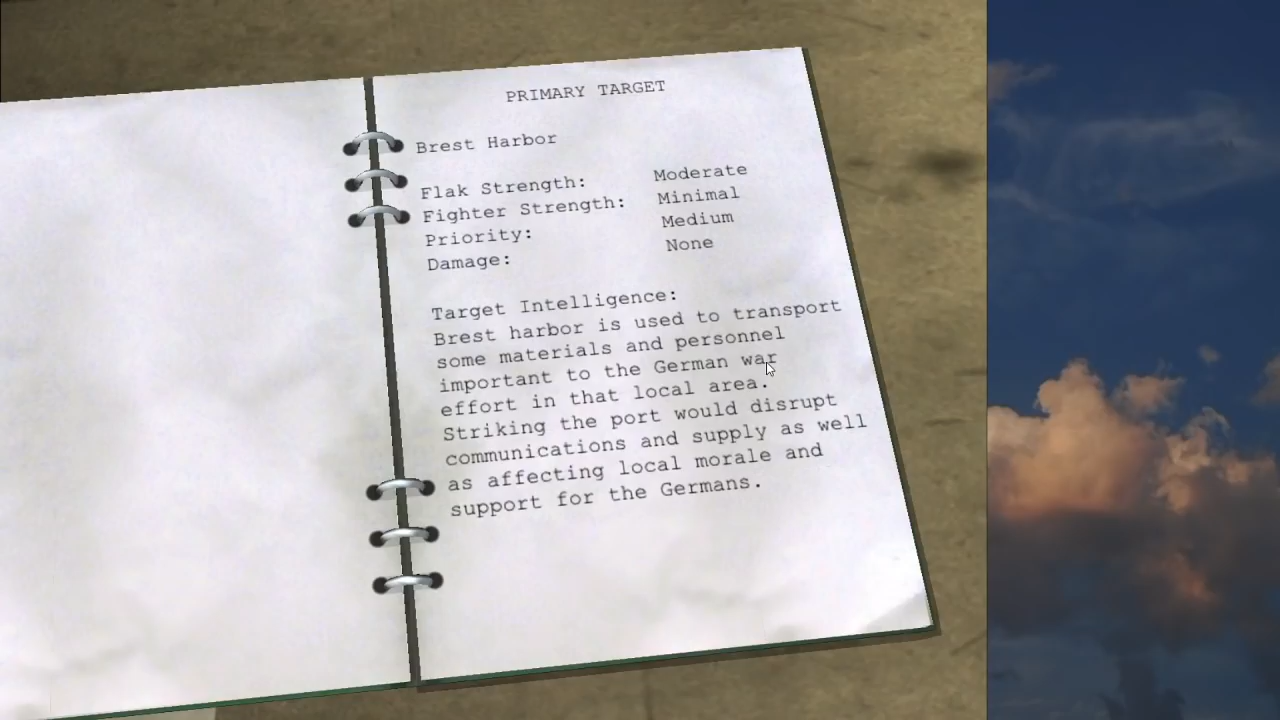 PRIMARY TARGET
Brest Harbor
Flak Strength: Moderate
Fighter Strength: Minimal
Priority: Medium
Damage: None
Target Intelligence:
Brest harbor is used to transport
some materials and personnel
important to the German war
effort in that local area.
Striking the port would disrupt
communications and supply as well
as affecting local morale and
support for the Germans.